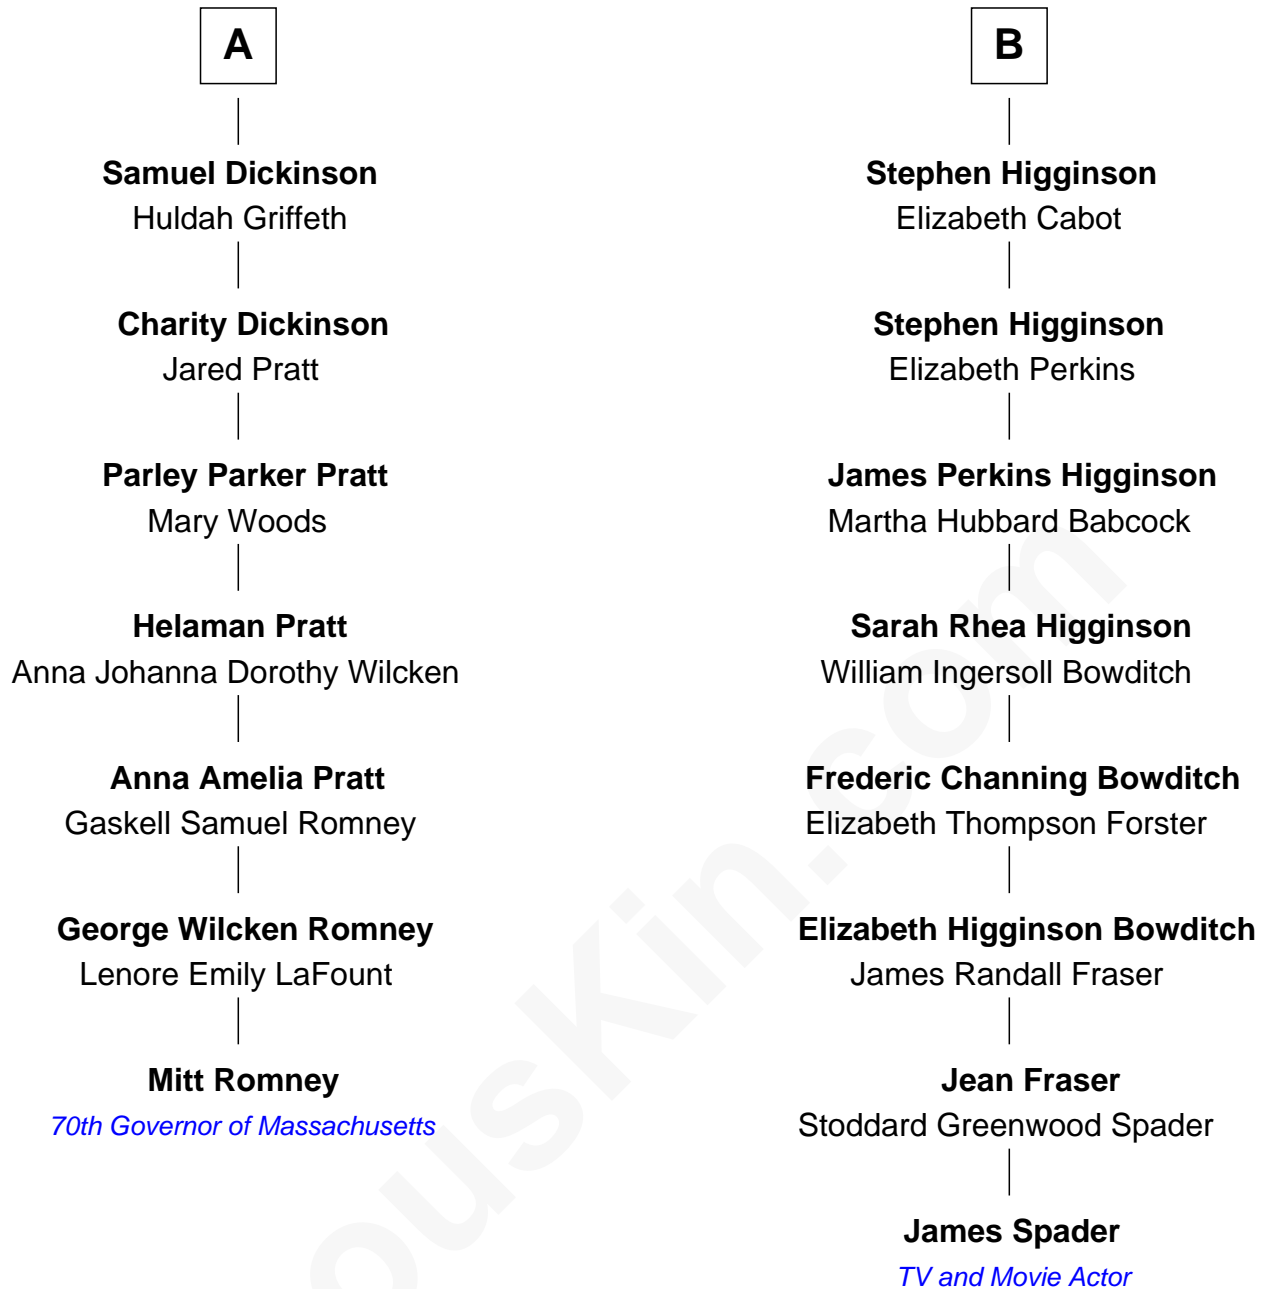 A
Samuel Dickinson
Huldah Griffeth
Charity Dickinson
Jared Pratt
Parley Parker Pratt
Mary Woods
Helaman Pratt
Anna Johanna Dorothy Wilcken
Anna Amelia Pratt
Gaskell Samuel Romney
George Wilcken Romney
Lenore Emily LaFount
Mitt Romney
70th Governor of Massachusetts
B
Stephen Higginson
Elizabeth Cabot
Stephen Higginson
Elizabeth Perkins
James Perkins Higginson
Martha Hubbard Babcock
Sarah Rhea Higginson
William Ingersoll Bowditch
Frederic Channing Bowditch
Elizabeth Thompson Forster
Elizabeth Higginson Bowditch
James Randall Fraser
Jean Fraser
Stoddard Greenwood Spader
James Spader
TV and Movie Actor
ousKin.com